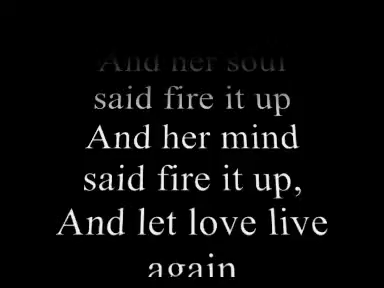 And her soul
said fire it up
And her mind
said fire it up,
And let love live
again